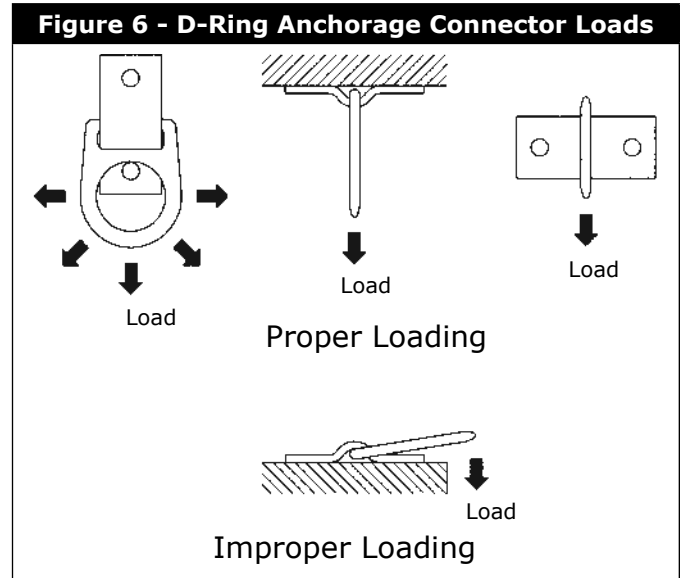 Figure 6 - D-Ring Anchorage Connector Loads
Load
Load
Load
Proper Loading
Load
Improper Loading